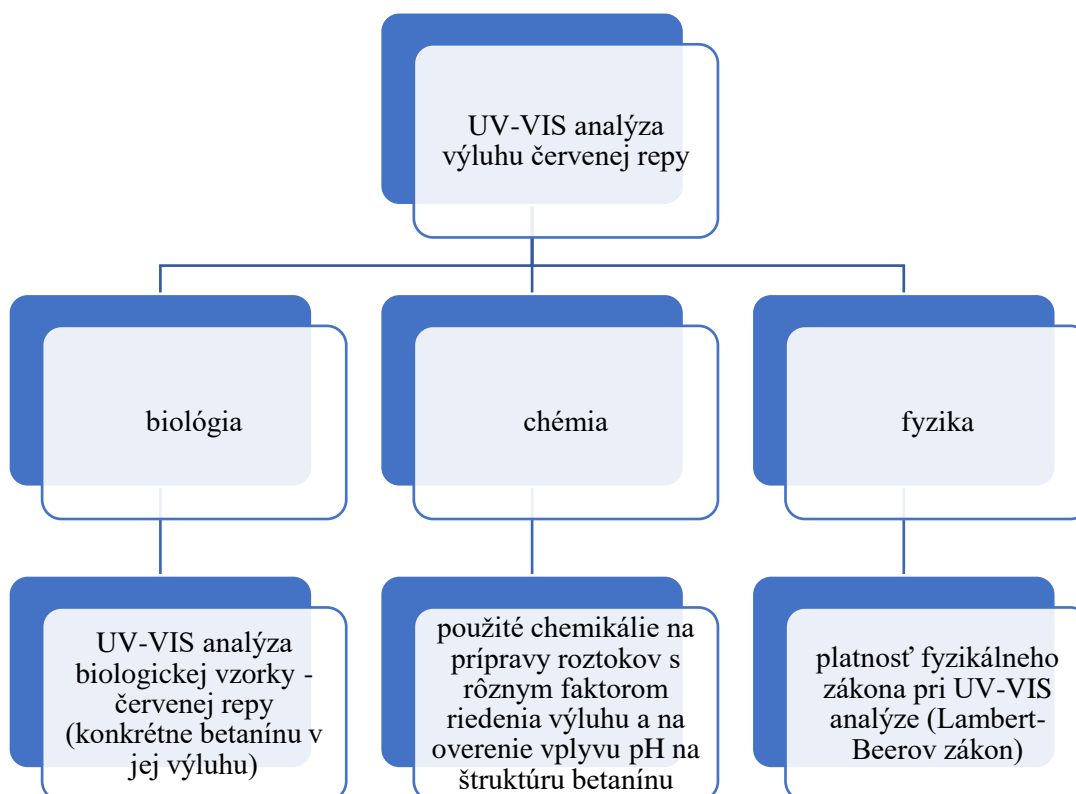 UV-VIS analýza
výluhu červenej repy
biológia
chémia
fyzika
UV-VIS analýza
biologickej vzorky -
červenej repy
(konkrétne betanínu v
jej výluhu)
použité chemikálie na
prípravy roztokov s
rôznym faktorom
riedenia výluhu a na
overenie vplyvu pH na
štruktúru betanínu
platnosť fyzikálneho
zákona pri UV-VIS
analýze (Lambert-
Beerov zákon)